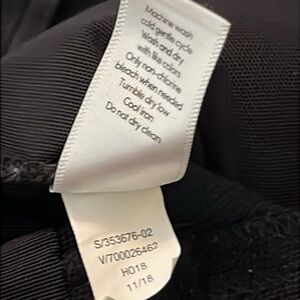 Machine wash
cold gentle cycle
Wash and dry
with like colors
Only non-chlorine
bleach when needed
Tumble dry low
Cool iron
Do not dry clean
S/353676-02
V/700026462
HO18
11/18